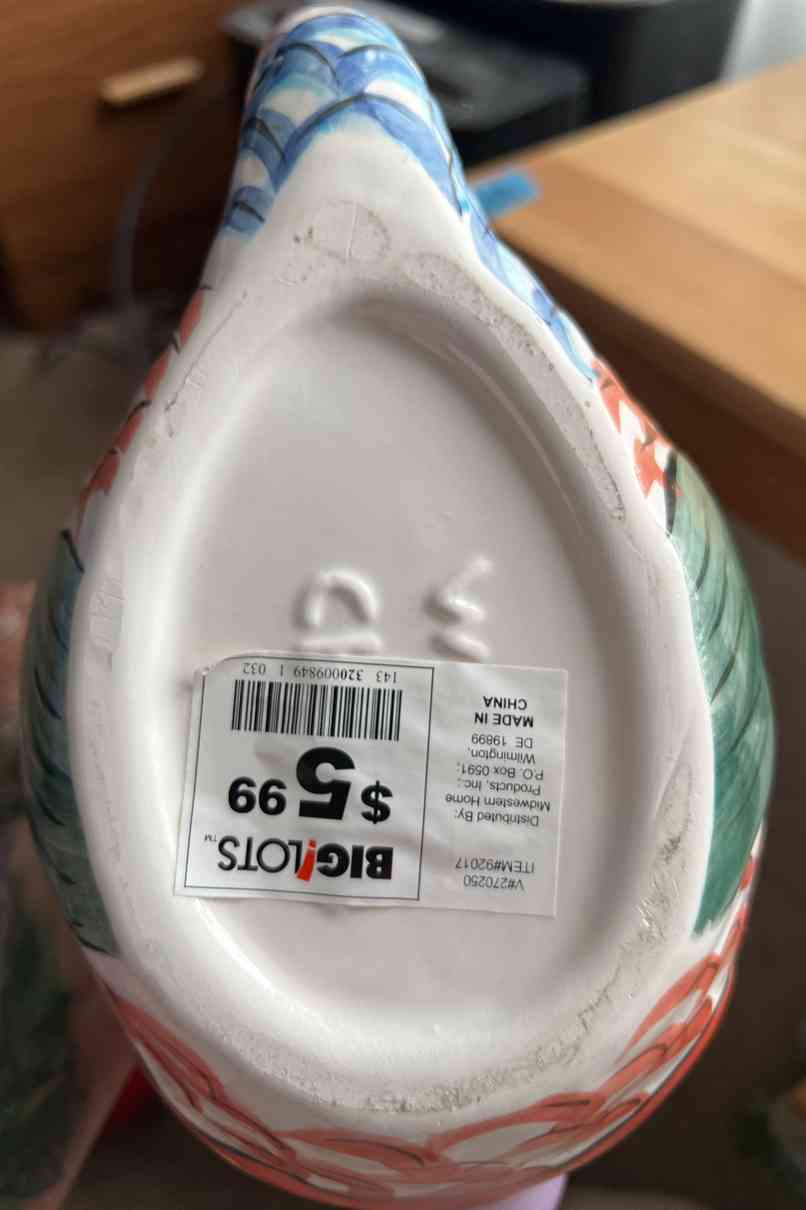 V#270250
ITEM#92017
Distributed By:
Midwestern Home
Products, Inc.;
P.O. Box 0591;
Wilmington,
DE 19899
MADE IN
CHINA
BIG!LOTS™
$5.99
143 320009849 1 032